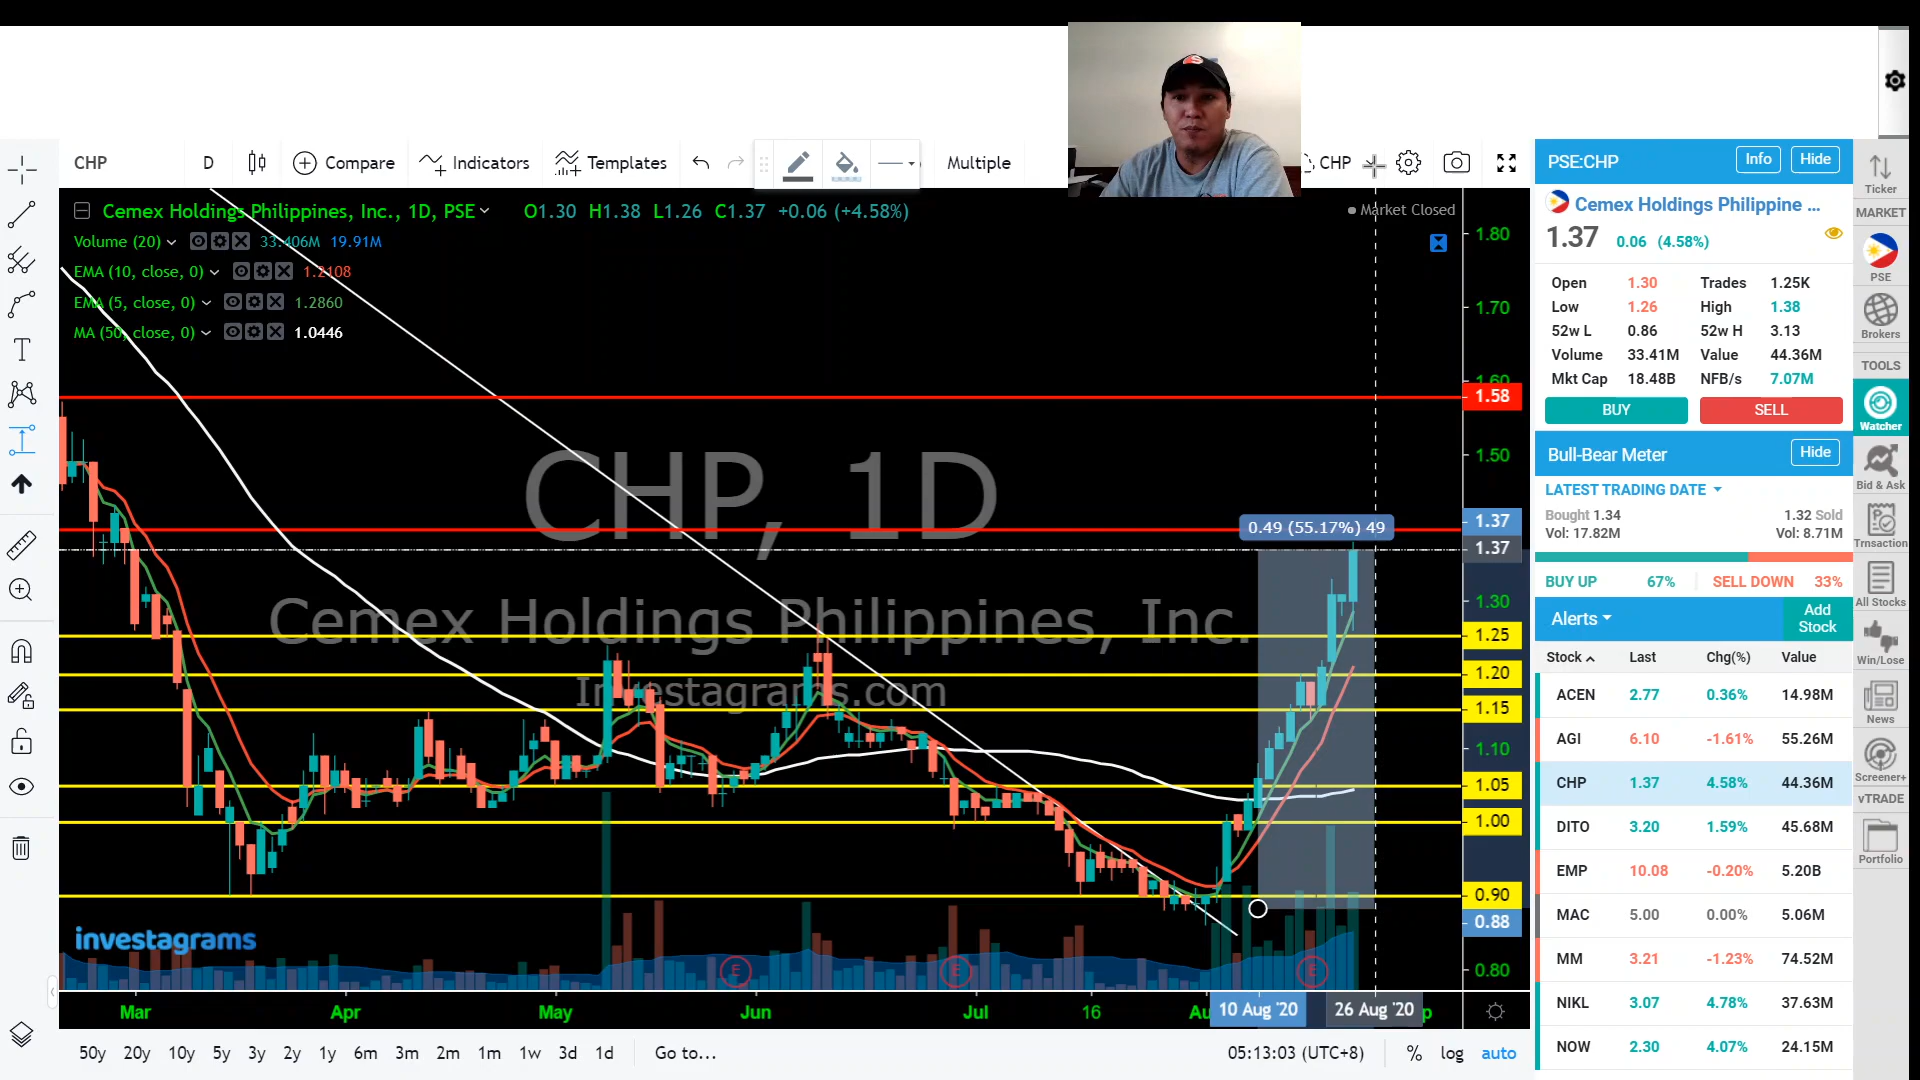 CHP D Compare Indicators Templates Multiple CHP
Cemex Holdings Philippines, Inc., 1D, PSE O1.30 H1.38 L1.26 C1.37 +0.06 (+4.58%)
Market Closed
Volume (20) 33.406M 19.91M
EMA (10, close, 0) 1.2108
EMA (5, close, 0) 1.2860
MA (50, close, 0) 1.0446
CHP, 1D
Cemex Holdings Philippines, Inc.
Investagrams.com
0.49 (55.17%) 49
investagrams
E
E
E
1.80
1.70
1.60
1.58
1.50
1.37
1.37
1.30
1.25
1.20
1.15
1.10
1.05
1.00
0.90
0.88
0.80
Mar Apr May Jun Jul 16 Au 10 Aug '20 26 Aug '20 p
50y 20y 10y 5y 3y 2y 1y 6m 3m 2m 1m 1w 3d 1d Go to... 05:13:03 (UTC+8) % log auto
PSE:CHP Info Hide
Cemex Holdings Philippine ...
1.37 0.06 (4.58%)
Open 1.30 Trades 1.25K
Low 1.26 High 1.38
52w L 0.86 52w H 3.13
Volume 33.41M Value 44.36M
Mkt Cap 18.48B NFB/s 7.07M
BUY SELL
Bull-Bear Meter Hide
LATEST TRADING DATE
Bought 1.34 1.32 Sold
Vol: 17.82M Vol: 8.71M
BUY UP 67% SELL DOWN 33%
Alerts Add Stock
Stock Last Chg(%) Value
ACEN 2.77 0.36% 14.98M
AGI 6.10 -1.61% 55.26M
CHP 1.37 4.58% 44.36M
DITO 3.20 1.59% 45.68M
EMP 10.08 -0.20% 5.20B
MAC 5.00 0.00% 5.06M
MM 3.21 -1.23% 74.52M
NIKL 3.07 4.78% 37.63M
NOW 2.30 4.07% 24.15M
Ticker
MARKET
PSE
Brokers
TOOLS
Watcher
Bid & Ask
Trnsaction
All Stocks
Win/Lose
News
Screener+
vTRADE
Portfolio